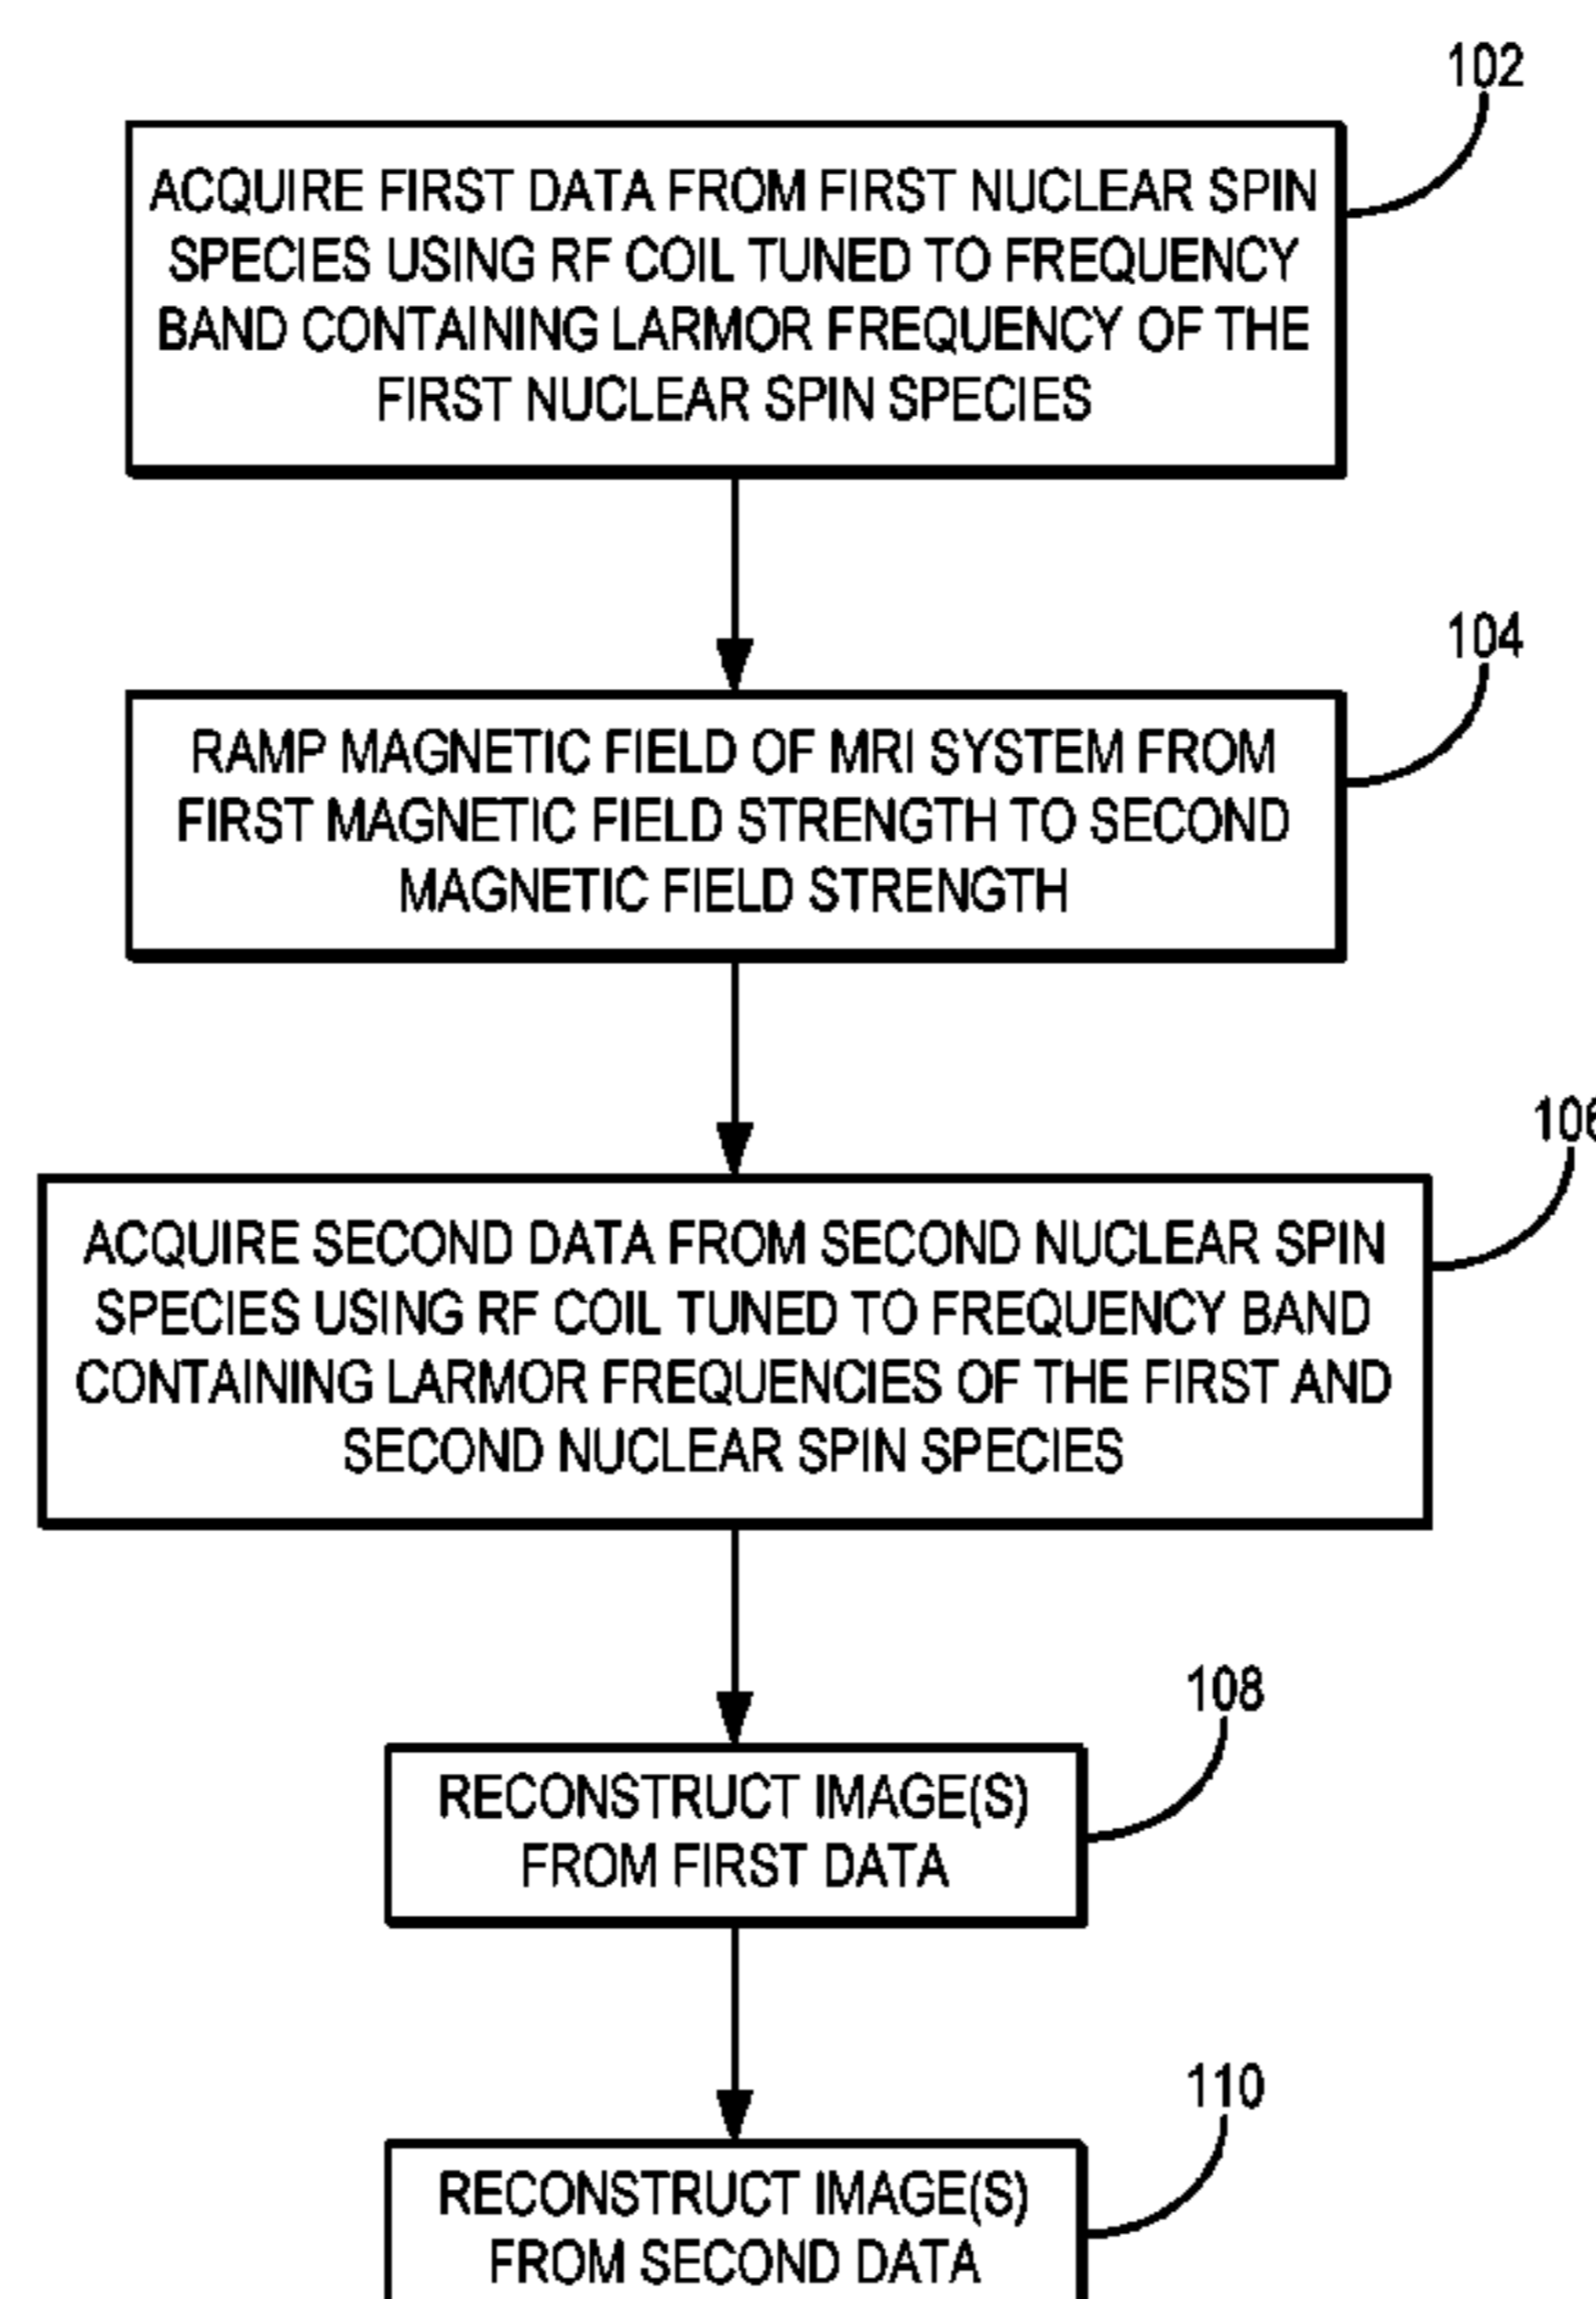 102
ACQUIRE FIRST DATA FROM FIRST NUCLEAR SPIN
SPECIES USING RF COIL TUNED TO FREQUENCY
BAND CONTAINING LARMOR FREQUENCY OF THE
FIRST NUCLEAR SPIN SPECIES
104
RAMP MAGNETIC FIELD OF MRI SYSTEM FROM
FIRST MAGNETIC FIELD STRENGTH TO SECOND
MAGNETIC FIELD STRENGTH
106
ACQUIRE SECOND DATA FROM SECOND NUCLEAR SPIN
SPECIES USING RF COIL TUNED TO FREQUENCY BAND
CONTAINING LARMOR FREQUENCIES OF THE FIRST AND
SECOND NUCLEAR SPIN SPECIES
108
RECONSTRUCT IMAGE(S)
FROM FIRST DATA
110
RECONSTRUCT IMAGE(S)
FROM SECOND DATA